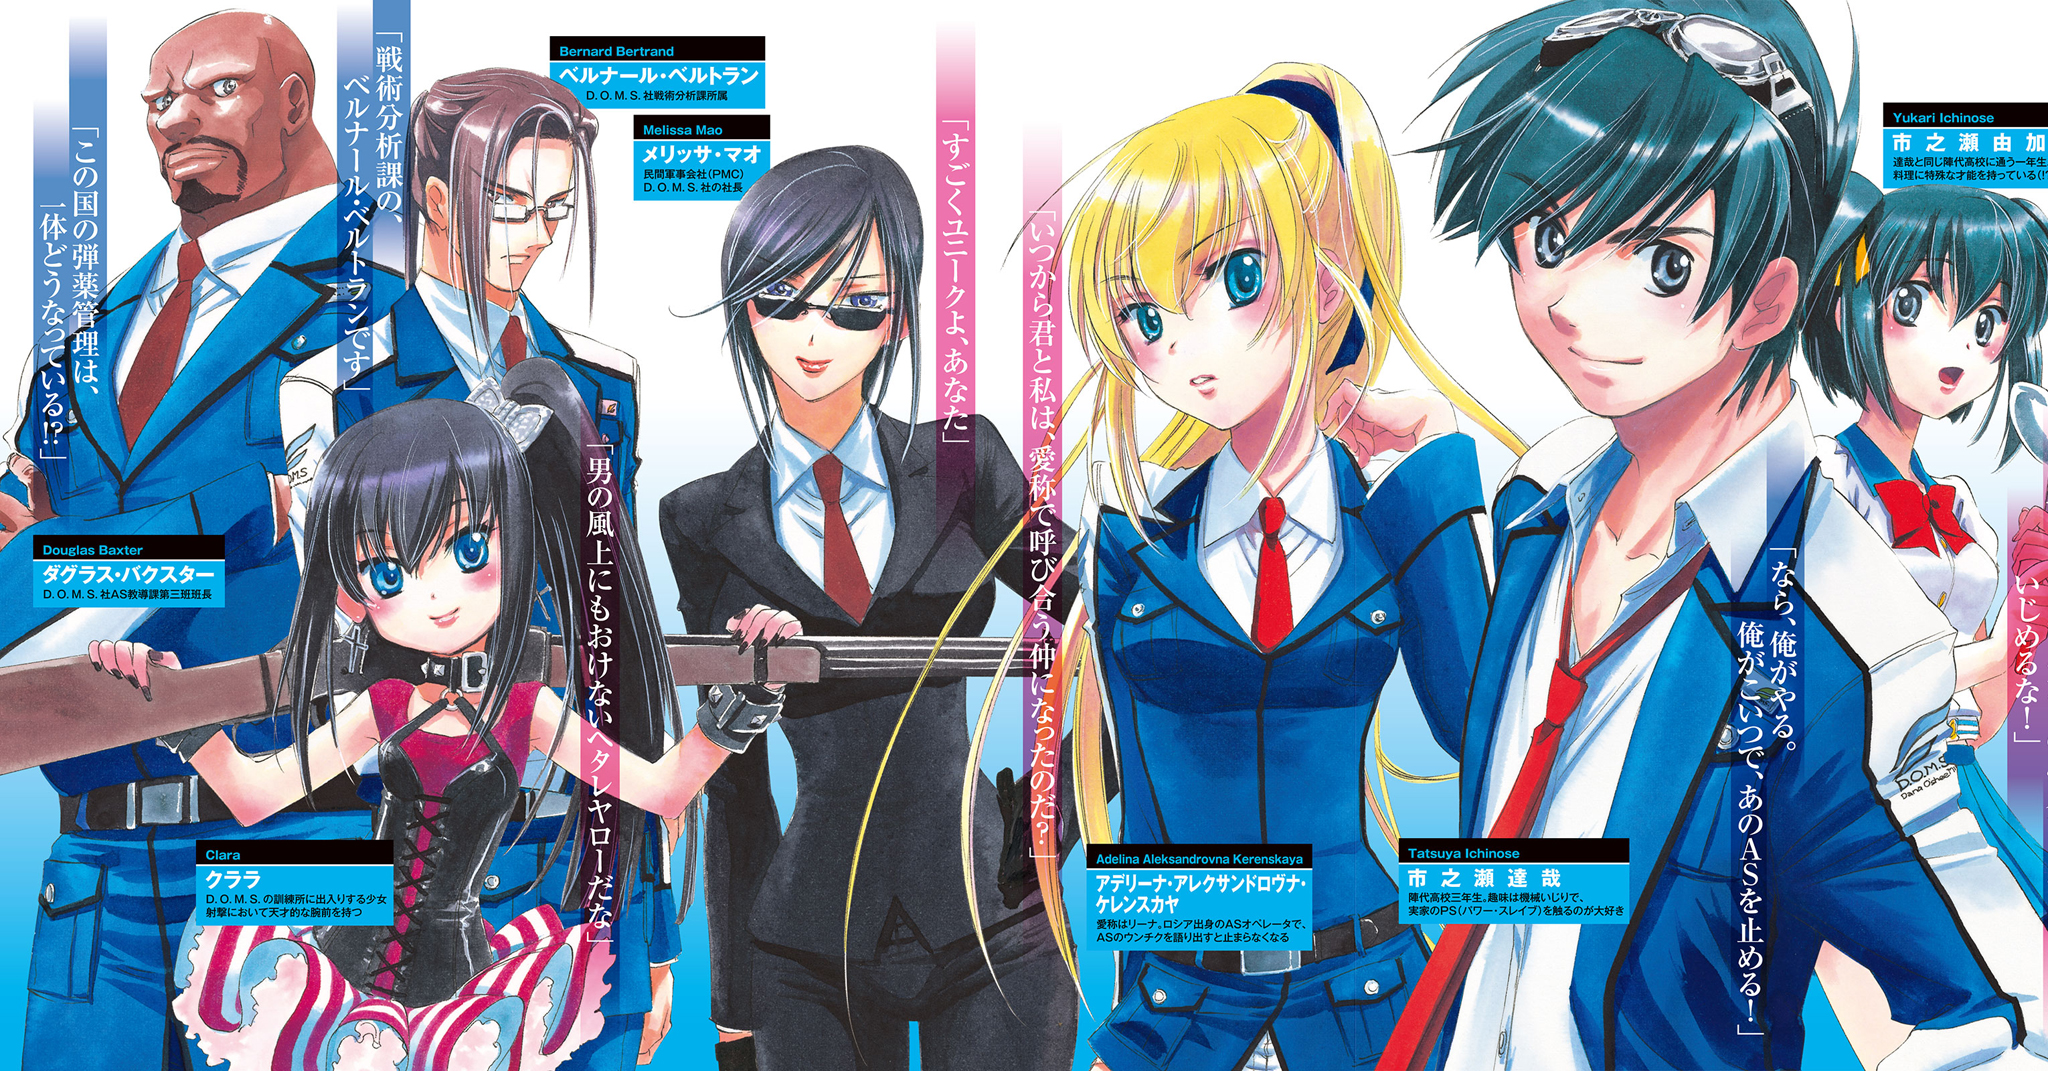 「この国の弾薬管理は、
一体どうなっている!?」
Douglas Baxter
ダグラス・バクスター
D.O.M.S.社AS教導課第三班班長
「戦術分析課の、
ベルナール・ベルトランです」
Bernard Bertrand
ベルナール・ベルトラン
D.O.M.S.社戦術分析課所属
Melissa Mao
メリッサ・マオ
民間軍事会社(PMC)
D.O.M.S.社の社長
「すごくユニークよ、あなた」
Clara
クララ
D.O.M.S.の訓練所に出入りする少女
射撃において天才的な腕前を持つ
「男の風上にもおけないヘタレヤローだな」
「いつから君と私は、愛称で呼び合う仲になったのだ?」
Adelina Aleksandrovna Kerenskaya
アデリーナ・アレクサンドロヴナ・
ケレンスカヤ
愛称はリーナ。ロシア出身のASオペレータで、
ASのウンチクを語り出すと止まらなくなる
Tatsuya Ichinose
市之瀬達哉
陣代高校三年生。趣味は機械いじりで、
実家のPS(パワー・スレイブ)を触るのが大好き
「なら、俺がやる。
俺がこいつで、あのASを止める!」
Yukari Ichinose
市之瀬由加
達哉と同じ陣代高校に通う一年生
料理に特殊な才能を持っている(!?
いじめるな!」
D.O.M.S
M.S